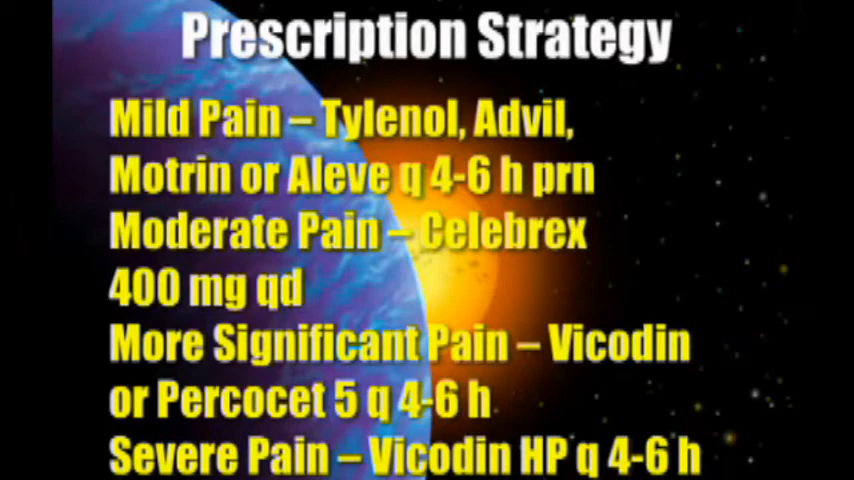 Prescription Strategy
Mild Pain – Tylenol, Advil,
Motrin or Aleve q 4-6 h prn
Moderate Pain – Celebrex
400 mg qd
More Significant Pain – Vicodin
or Percocet 5 q 4-6 h
Severe Pain – Vicodin HP q 4-6 h